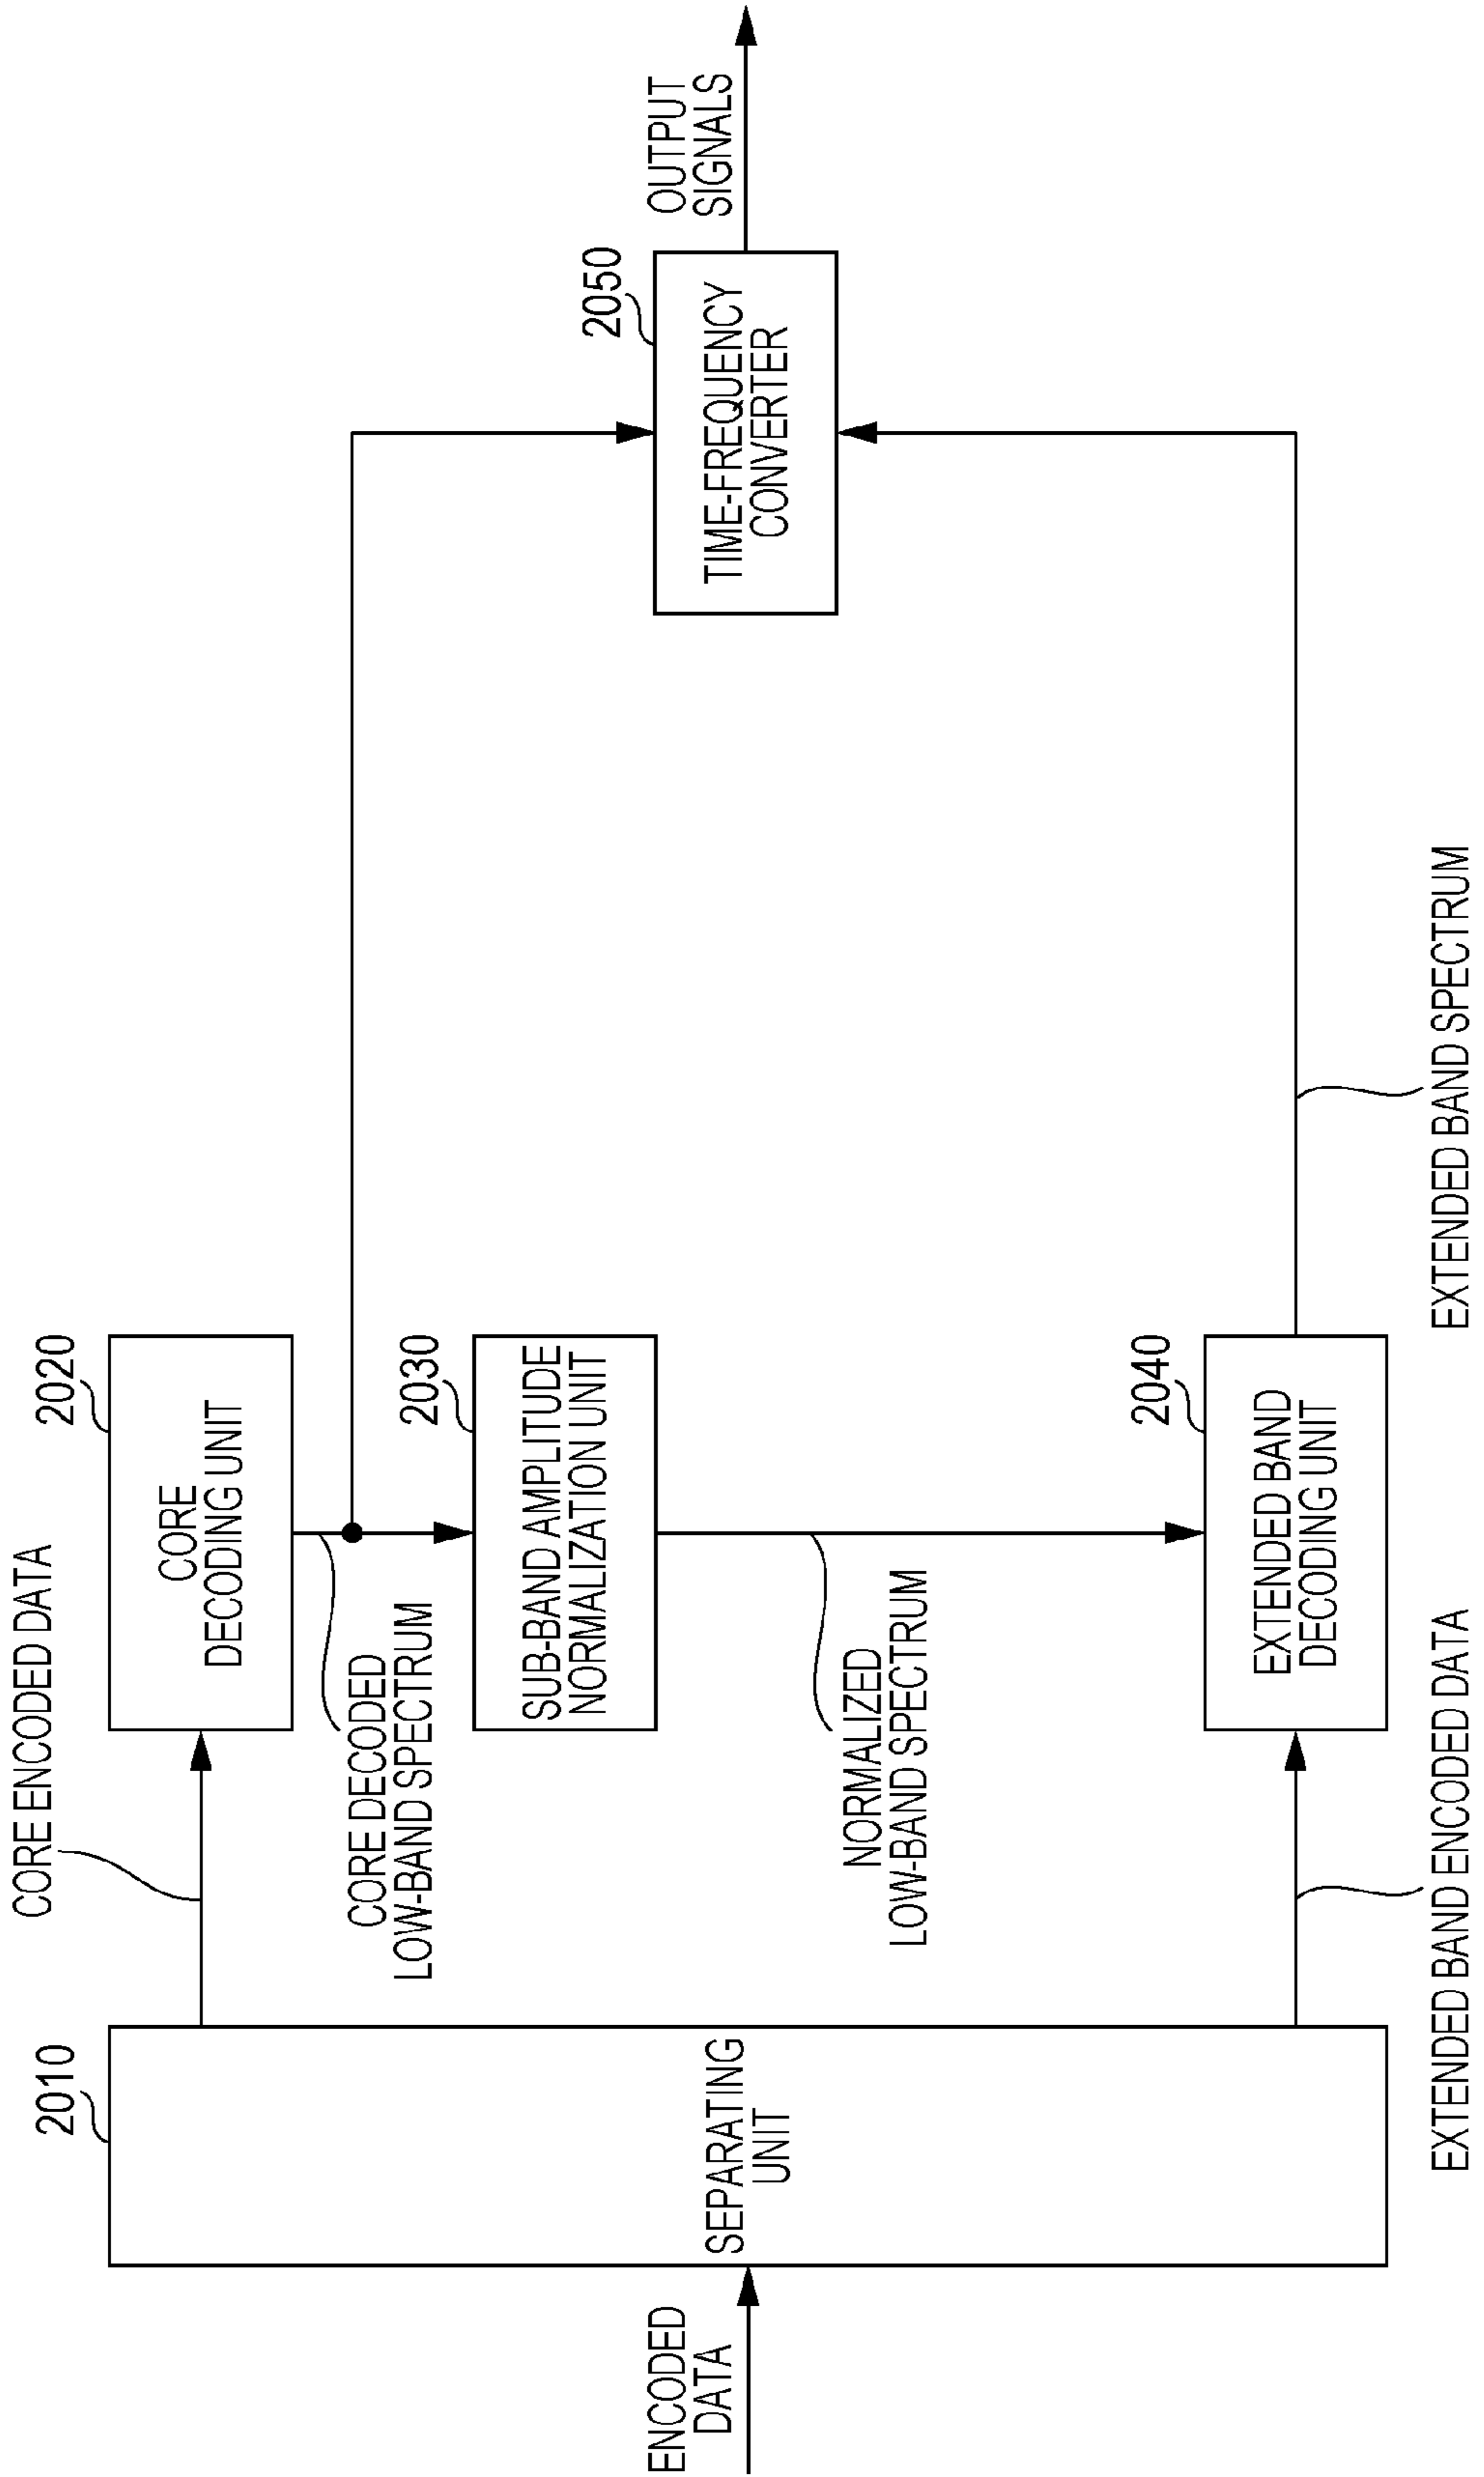 CORE ENCODED DATA
2010
SEPARATING
UNIT
ENCODED
DATA
2020
CORE
DECODING UNIT
CORE DECODED
LOW-BAND SPECTRUM
2030
SUB-BAND AMPLITUDE
NORMALIZATION UNIT
NORMALIZED
LOW-BAND SPECTRUM
2040
EXTENDED BAND
DECODING UNIT
EXTENDED BAND ENCODED DATA
EXTENDED BAND SPECTRUM
2050
TIME-FREQUENCY
CONVERTER
OUTPUT
SIGNALS